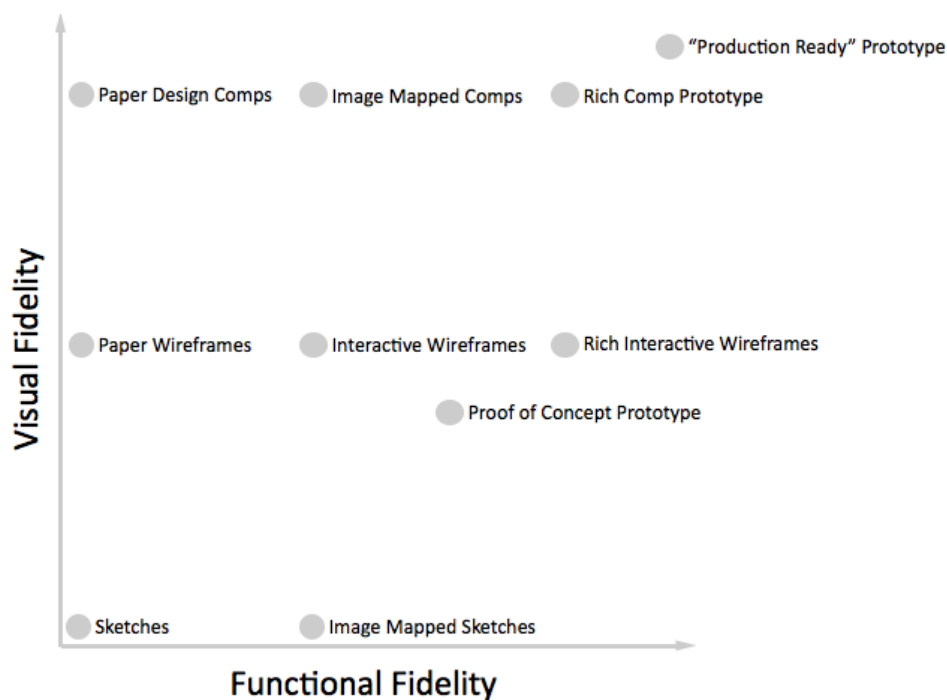 “Production Ready” Prototype
Paper Design Comps
Image Mapped Comps
Rich Comp Prototype
Visual Fidelity
Paper Wireframes
Interactive Wireframes
Rich Interactive Wireframes
Proof of Concept Prototype
Sketches
Image Mapped Sketches
Functional Fidelity